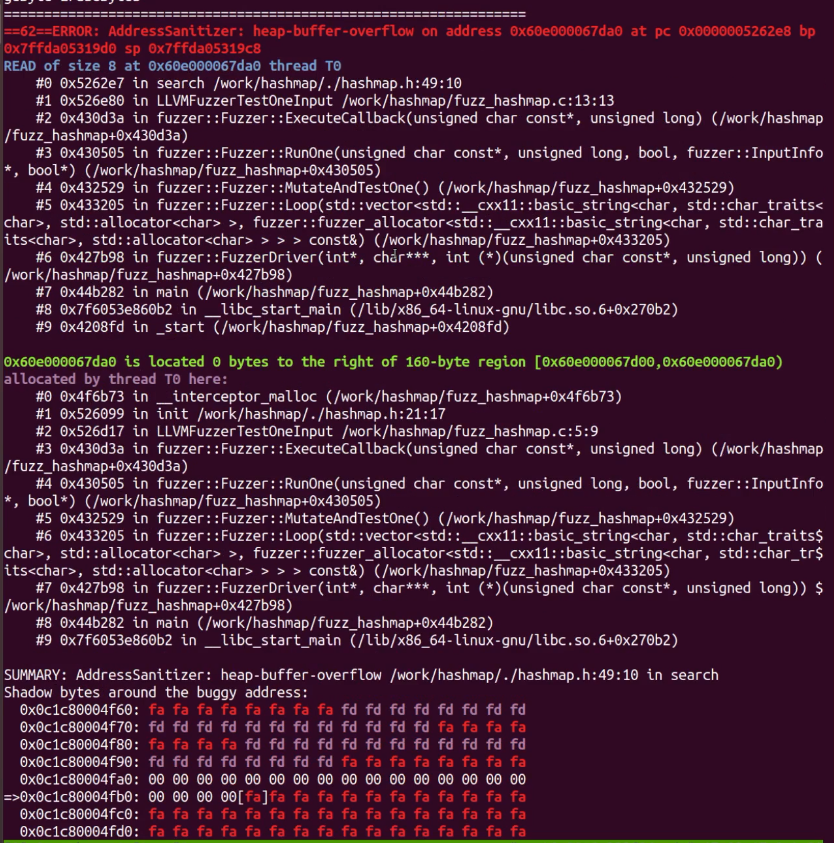 =================================================================
==62==ERROR: AddressSanitizer: heap-buffer-overflow on address 0x60e000067da0 at pc 0x0000005262e8 bp
0x7ffda05319d0 sp 0x7ffda05319c8
READ of size 8 at 0x60e000067da0 thread T0
#0 0x5262e7 in search /work/hashmap/./hashmap.h:49:10
#1 0x526e80 in LLVMFuzzerTestOneInput /work/hashmap/fuzz_hashmap.c:13:13
#2 0x430d3a in fuzzer::Fuzzer::ExecuteCallback(unsigned char const*, unsigned long) (/work/hashmap
/fuzz_hashmap+0x430d3a)
#3 0x430505 in fuzzer::Fuzzer::RunOne(unsigned char const*, unsigned long, bool, fuzzer::InputInfo
*, bool*) (/work/hashmap/fuzz_hashmap+0x430505)
#4 0x432529 in fuzzer::Fuzzer::MutateAndTestOne() (/work/hashmap/fuzz_hashmap+0x432529)
#5 0x433205 in fuzzer::Fuzzer::Loop(std::vector<std::__cxx11::basic_string<char, std::char_traits<
char>, std::allocator<char> >, fuzzer::fuzzer_allocator<std::__cxx11::basic_string<char, std::char_tra
its<char>, std::allocator<char> > > > const&) (/work/hashmap/fuzz_hashmap+0x433205)
#6 0x427b98 in fuzzer::FuzzerDriver(int*, char***, int (*)(unsigned char const*, unsigned long)) (
/work/hashmap/fuzz_hashmap+0x427b98)
#7 0x44b282 in main (/work/hashmap/fuzz_hashmap+0x44b282)
#8 0x7f6053e860b2 in __libc_start_main (/lib/x86_64-linux-gnu/libc.so.6+0x270b2)
#9 0x4208fd in _start (/work/hashmap/fuzz_hashmap+0x4208fd)
0x60e000067da0 is located 0 bytes to the right of 160-byte region [0x60e000067d00,0x60e000067da0)
allocated by thread T0 here:
#0 0x4f6b73 in __interceptor_malloc (/work/hashmap/fuzz_hashmap+0x4f6b73)
#1 0x526099 in init /work/hashmap/./hashmap.h:21:17
#2 0x526d17 in LLVMFuzzerTestOneInput /work/hashmap/fuzz_hashmap.c:5:9
#3 0x430d3a in fuzzer::Fuzzer::ExecuteCallback(unsigned char const*, unsigned long) (/work/hashmap
/fuzz_hashmap+0x430d3a)
#4 0x430505 in fuzzer::Fuzzer::RunOne(unsigned char const*, unsigned long, bool, fuzzer::InputInfo
*, bool*) (/work/hashmap/fuzz_hashmap+0x430505)
#5 0x432529 in fuzzer::Fuzzer::MutateAndTestOne() (/work/hashmap/fuzz_hashmap+0x432529)
#6 0x433205 in fuzzer::Fuzzer::Loop(std::vector<std::__cxx11::basic_string<char, std::char_traits$
char>, std::allocator<char> >, fuzzer::fuzzer_allocator<std::__cxx11::basic_string<char, std::char_tr$
its<char>, std::allocator<char> > > > const&) (/work/hashmap/fuzz_hashmap+0x433205)
#7 0x427b98 in fuzzer::FuzzerDriver(int*, char***, int (*)(unsigned char const*, unsigned long)) $
/work/hashmap/fuzz_hashmap+0x427b98)
#8 0x44b282 in main (/work/hashmap/fuzz_hashmap+0x44b282)
#9 0x7f6053e860b2 in __libc_start_main (/lib/x86_64-linux-gnu/libc.so.6+0x270b2)
SUMMARY: AddressSanitizer: heap-buffer-overflow /work/hashmap/./hashmap.h:49:10 in search
Shadow bytes around the buggy address:
0x0c1c80004f60: fa fa fa fa fa fa fa fa fd fd fd fd fd fd fd fd
0x0c1c80004f70: fd fd fd fd fd fd fd fd fd fd fd fd fa fa fa fa
0x0c1c80004f80: fa fa fa fa fd fd fd fd fd fd fd fd fd fd fd fd
0x0c1c80004f90: fd fd fd fd fd fd fd fd fa fa fa fa fa fa fa fa
0x0c1c80004fa0: 00 00 00 00 00 00 00 00 00 00 00 00 00 00 00 00
=>0x0c1c80004fb0: 00 00 00 00[fa]fa fa fa fa fa fa fa fa fa fa fa
0x0c1c80004fc0: fa fa fa fa fa fa fa fa fa fa fa fa fa fa fa fa
0x0c1c80004fd0: fa fa fa fa fa fa fa fa fa fa fa fa fa fa fa fa